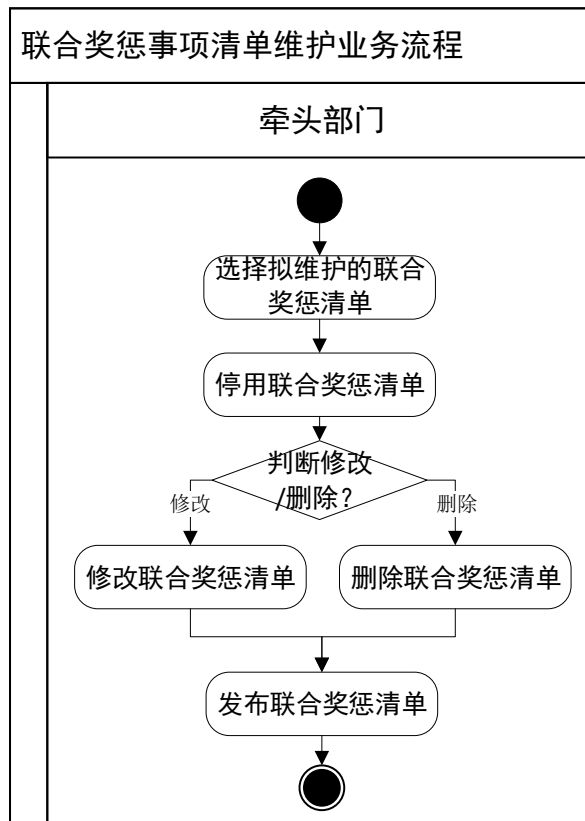 联合奖惩事项清单维护业务流程
牵头部门
选择拟维护的联合
奖惩清单
停用联合奖惩清单
判断修改
/删除?
修改
删除
修改联合奖惩清单
删除联合奖惩清单
发布联合奖惩清单